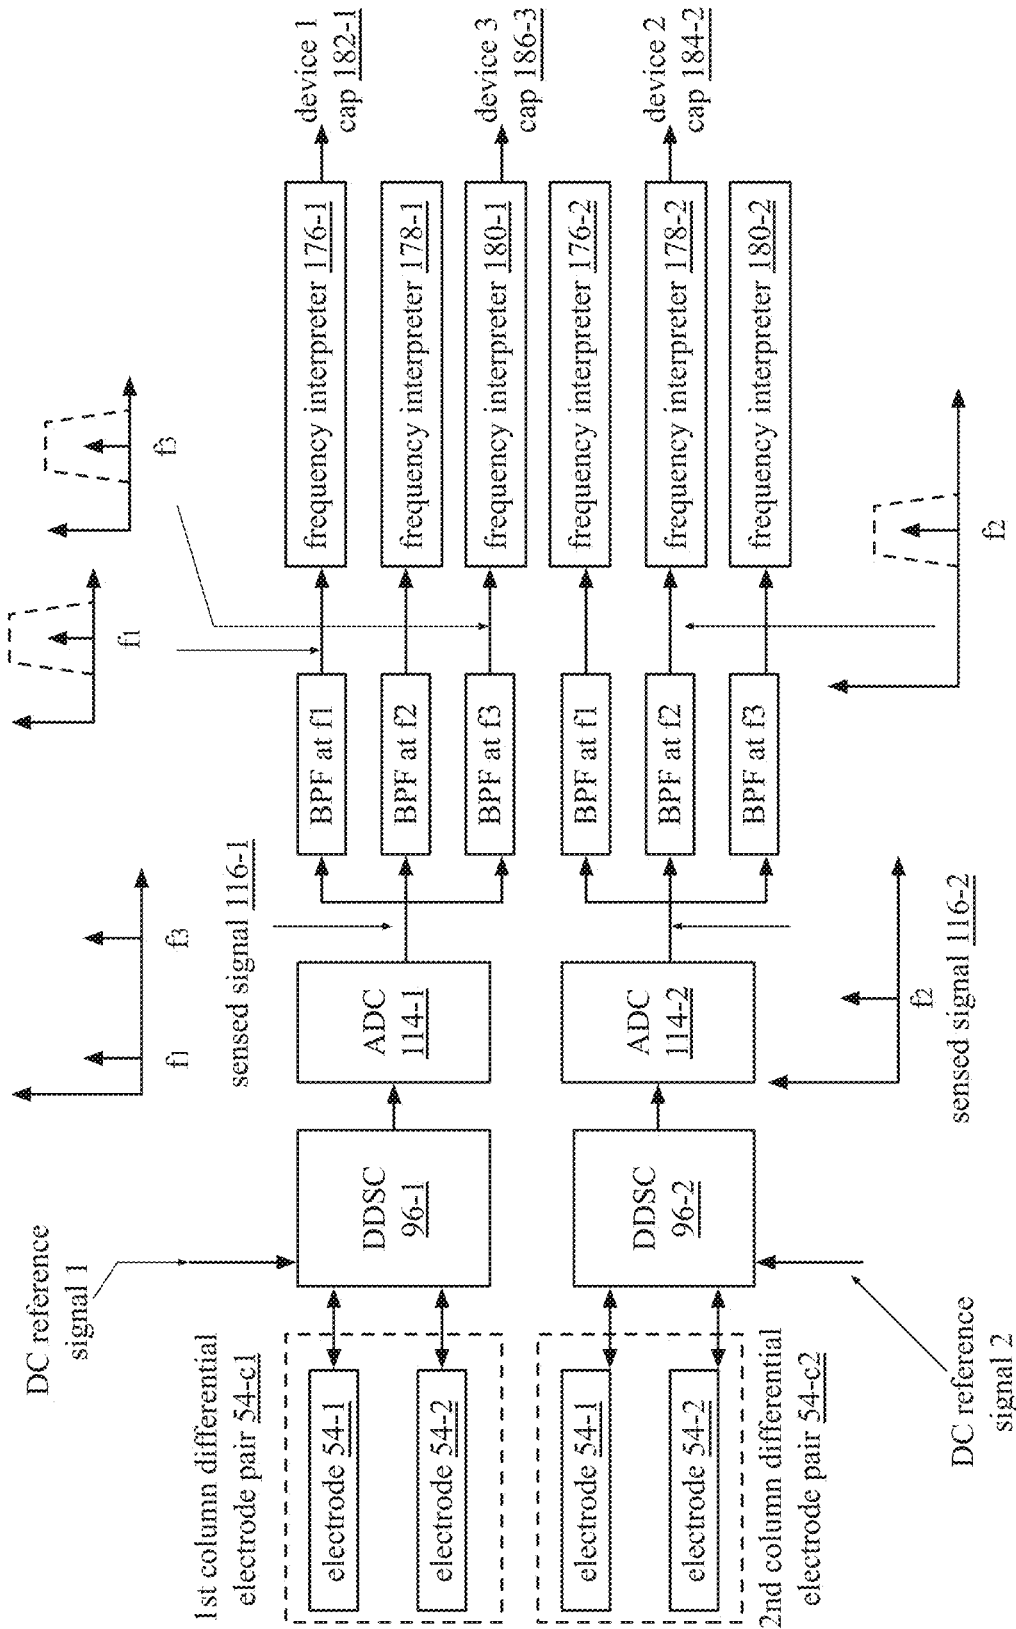 DC reference
signal 1
1st column differential
electrode pair 54-c1
electrode 54-1
electrode 54-2
DDSC
96-1
ADC
114-1
sensed signal 116-1
f1
f3
BPF at f1
BPF at f2
BPF at f3
f1
f3
frequency interpreter 176-1
frequency interpreter 178-1
frequency interpreter 180-1
device 1
cap 182-1
device 3
cap 186-3
electrode 54-1
electrode 54-2
2nd column differential
electrode pair 54-c2
DC reference
signal 2
DDSC
96-2
ADC
114-2
f2
sensed signal 116-2
BPF at f1
BPF at f2
BPF at f3
f2
frequency interpreter 176-2
frequency interpreter 178-2
frequency interpreter 180-2
device 2
cap 184-2